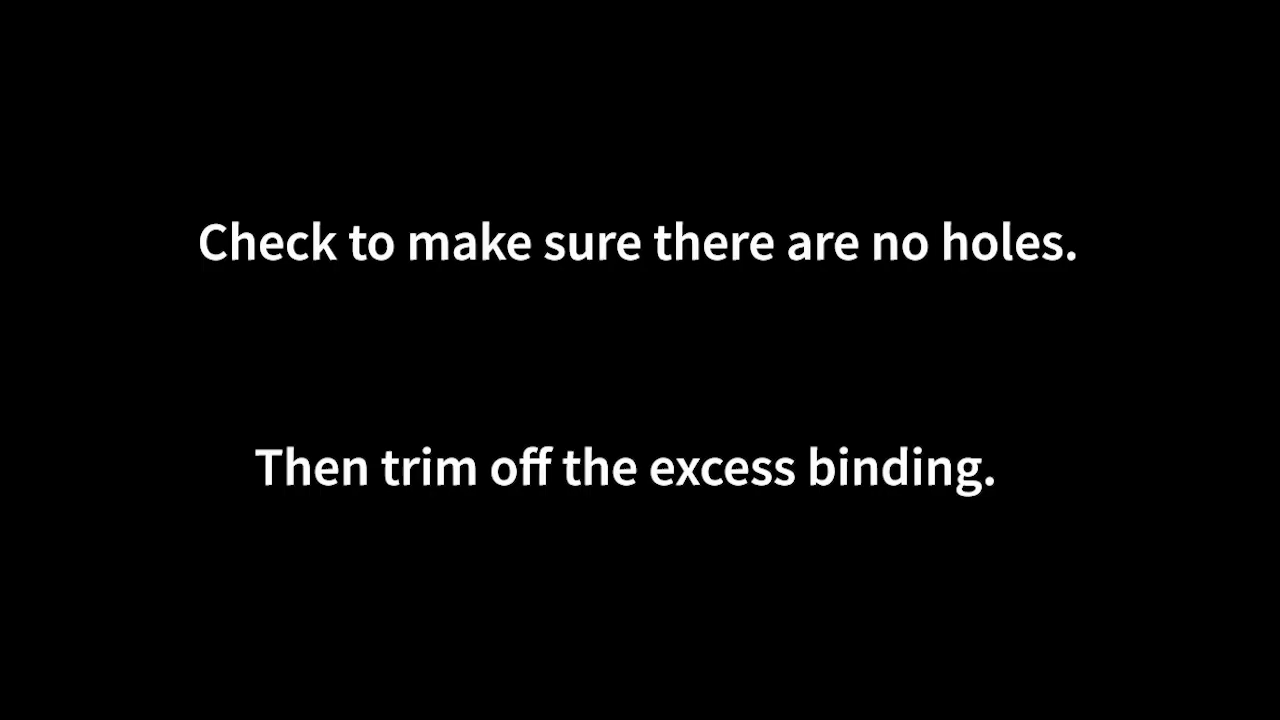 Check to make sure there are no holes.
Then trim off the excess binding.